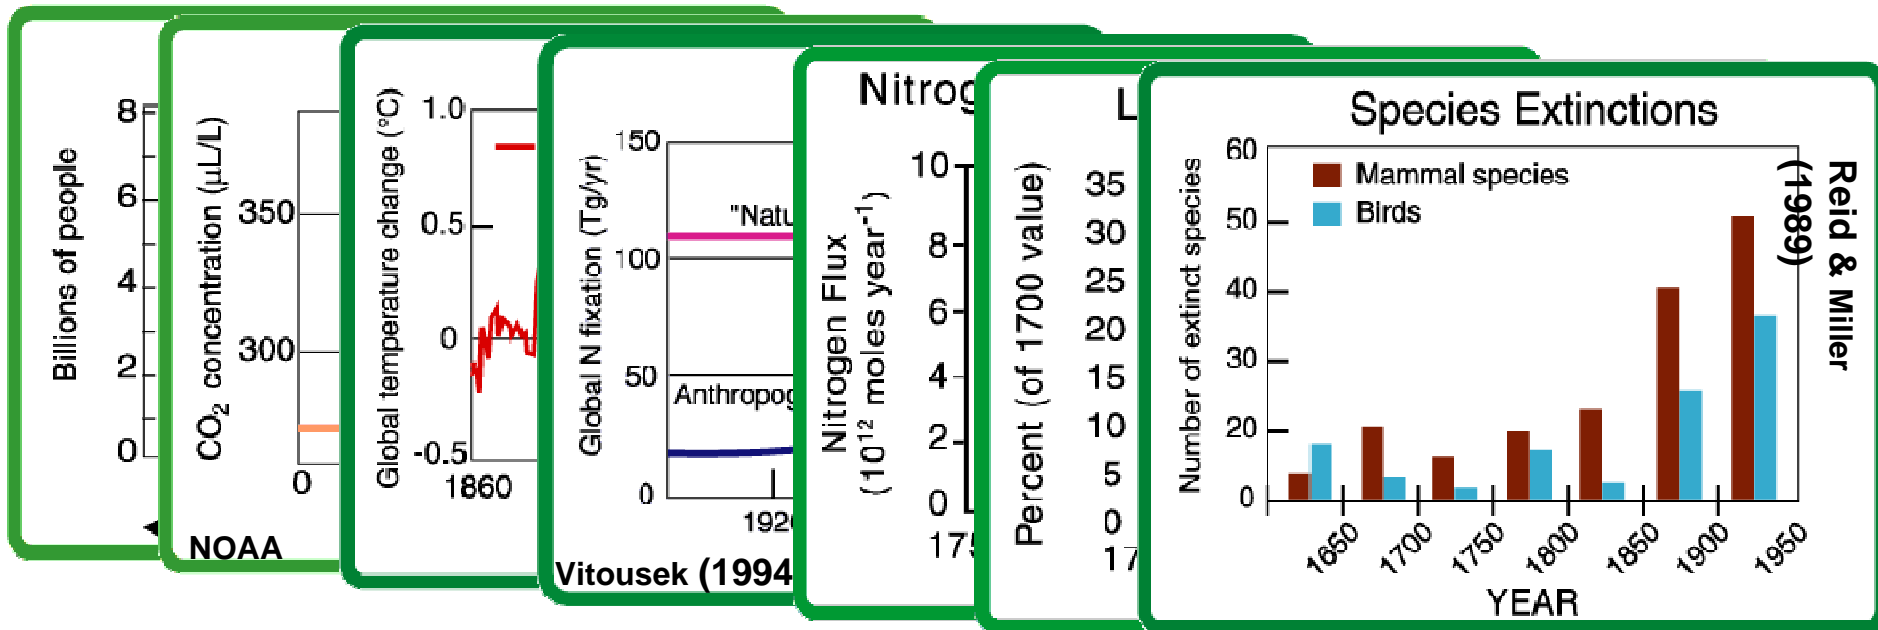 Billions of people
8
6
4
2
0
CO2 concentration (µL/L)
350
300
0
NOAA
Global temperature change (°C)
1.0
0.5
0
-0.5
1860
Global N fixation (Tg/yr)
150
100
50
0
"Natu
Anthropog
192
Vitousek (1994
Nitrog
Nitrogen Flux
(10^12 moles year^-1)
10
8
6
4
2
0
175
L
Percent (of 1700 value)
35
30
25
20
15
10
5
0
17
Species Extinctions
Mammal species
Birds
Number of extinct species
60
50
40
30
20
0
1650
1700
1750
1800
1850
1900
1950
YEAR
Reid & Miller
(1989)